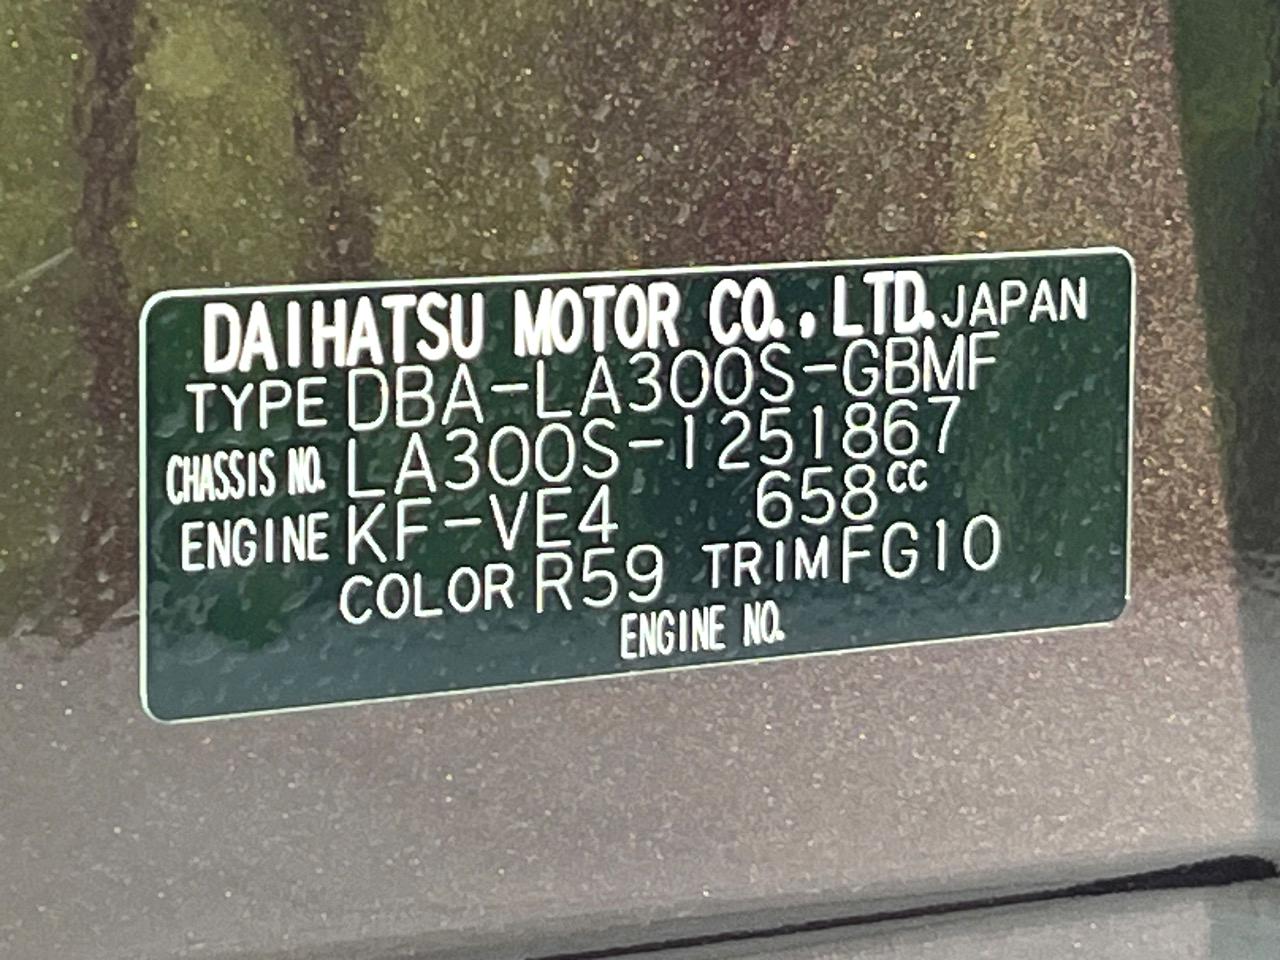 DAIHATSU MOTOR CO., LTD. JAPAN
TYPE DBA-LA300S-GBMF
CHASSIS NO. LA300S-1251867
ENGINE KF-VE4 658cc
COLOR R59 TRIM FG10
ENGINE NO.